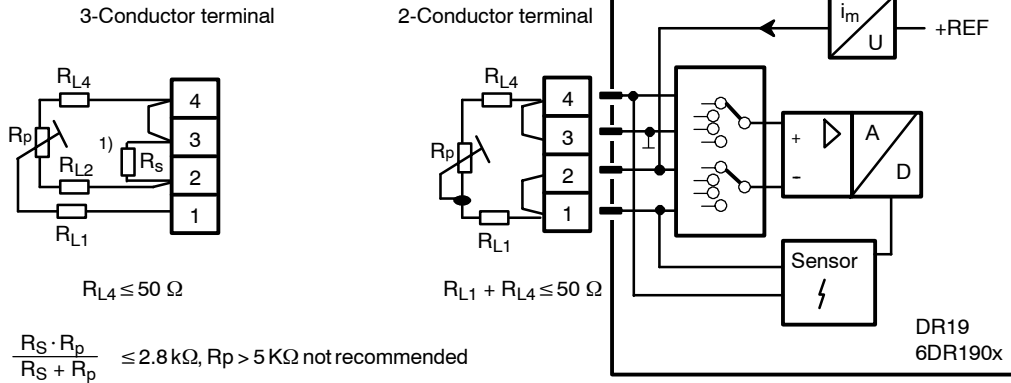 3-Conductor terminal
R_L4
R_p
1)
R_s
R_L2
R_L1
4
3
2
1
R_L4 ≤ 50 Ω
2-Conductor terminal
R_L4
R_p
R_L1
4
3
2
1
R_L1 + R_L4 ≤ 50 Ω
i_m
U
+REF
+
-
A
D
Sensor
DR19
6DR190x
R_S · R_p
R_S + R_p
≤ 2.8 kΩ, Rp > 5 KΩ not recommended